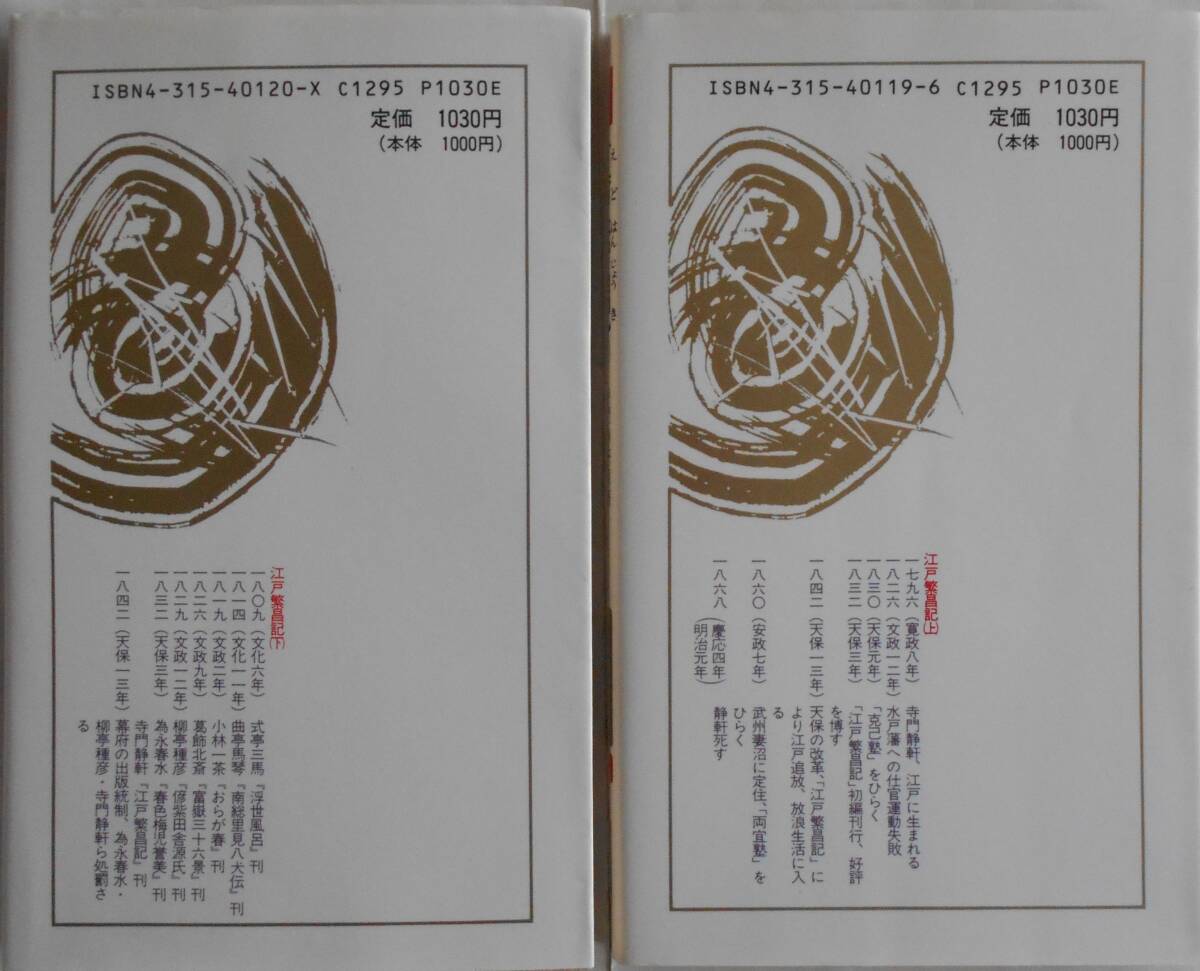 ISBN4-315-40120-X C1295 P1030E
定価 1030円
(本体 1000円)
江戸繁昌記(下)
一八〇九(文化六年) 式亭三馬『浮世風呂』刊
一八一四(文化一一年) 曲亭馬琴『南総里見八犬伝』刊
一八一九(文政二年) 小林一茶『おらが春』刊
一八二六(文政九年) 葛飾北斎『富嶽三十六景』刊
一八二九(文政一二年) 柳亭種彦『偐紫田舎源氏』刊
一八三二(天保三年) 為永春水『春色梅児誉美』刊
寺門静軒『江戸繁昌記』刊
一八四二(天保一三年) 幕府の出版統制、為永春水・
柳亭種彦・寺門静軒ら処罰さ
る
ISBN4-315-40119-6 C1295 P1030E
定価 1030円
(本体 1000円)
江戸繁昌記(上)
一七九六(寛政八年) 寺門静軒、江戸に生まれる
一八二六(文政一二年) 水戸藩への仕官運動失敗
一八三〇(天保元年) 「克己塾」をひらく
一八三二(天保三年) 「江戸繁昌記」初編刊行、好評
を博す
一八四二(天保一三年) 天保の改革、「江戸繁昌記」に
より江戸追放、放浪生活に入
る
一八六〇(安政七年) 武州妻沼に定住、「両宜塾」を
ひらく
一八六八(慶応四年)(明治元年) 静軒死す